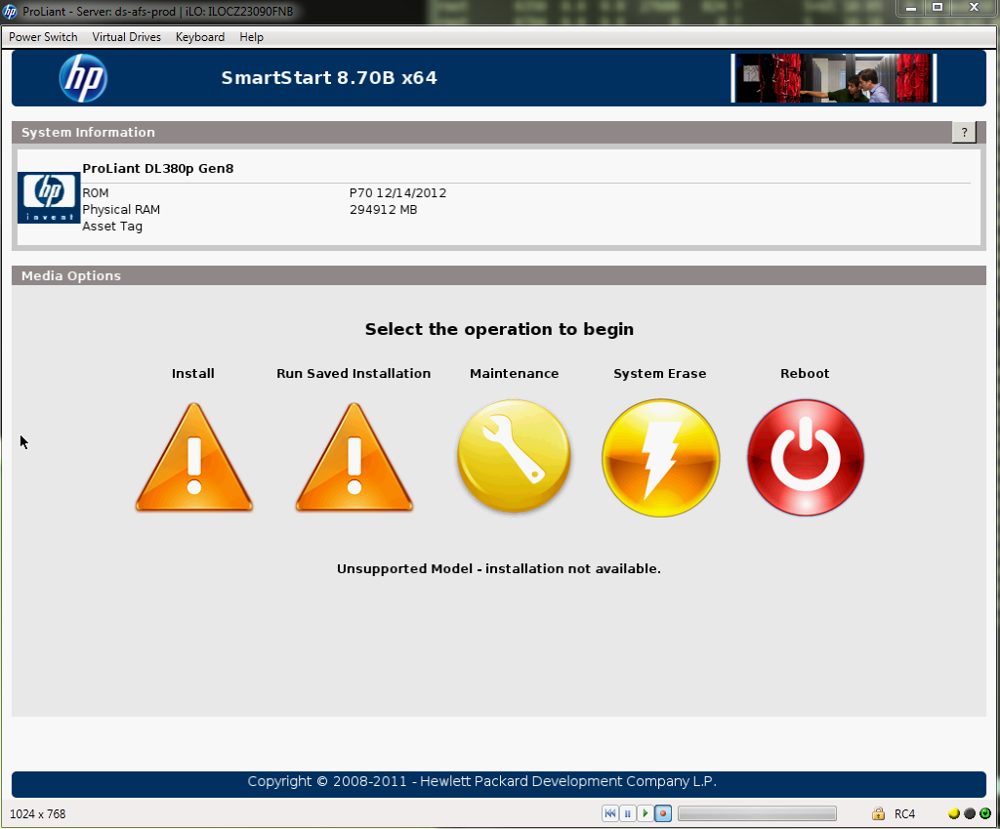 ProLiant - Server: ds-afs-prod | iLO: ILOCZ23090FNB
Power Switch Virtual Drives Keyboard Help
hp
SmartStart 8.70B x64
System Information
?
ProLiant DL380p Gen8
hp
invent
ROM P70 12/14/2012
Physical RAM 294912 MB
Asset Tag
Media Options
Select the operation to begin
Install Run Saved Installation Maintenance System Erase Reboot
Unsupported Model - installation not available.
Copyright © 2008-2011 - Hewlett Packard Development Company L.P.
1024 x 768 RC4